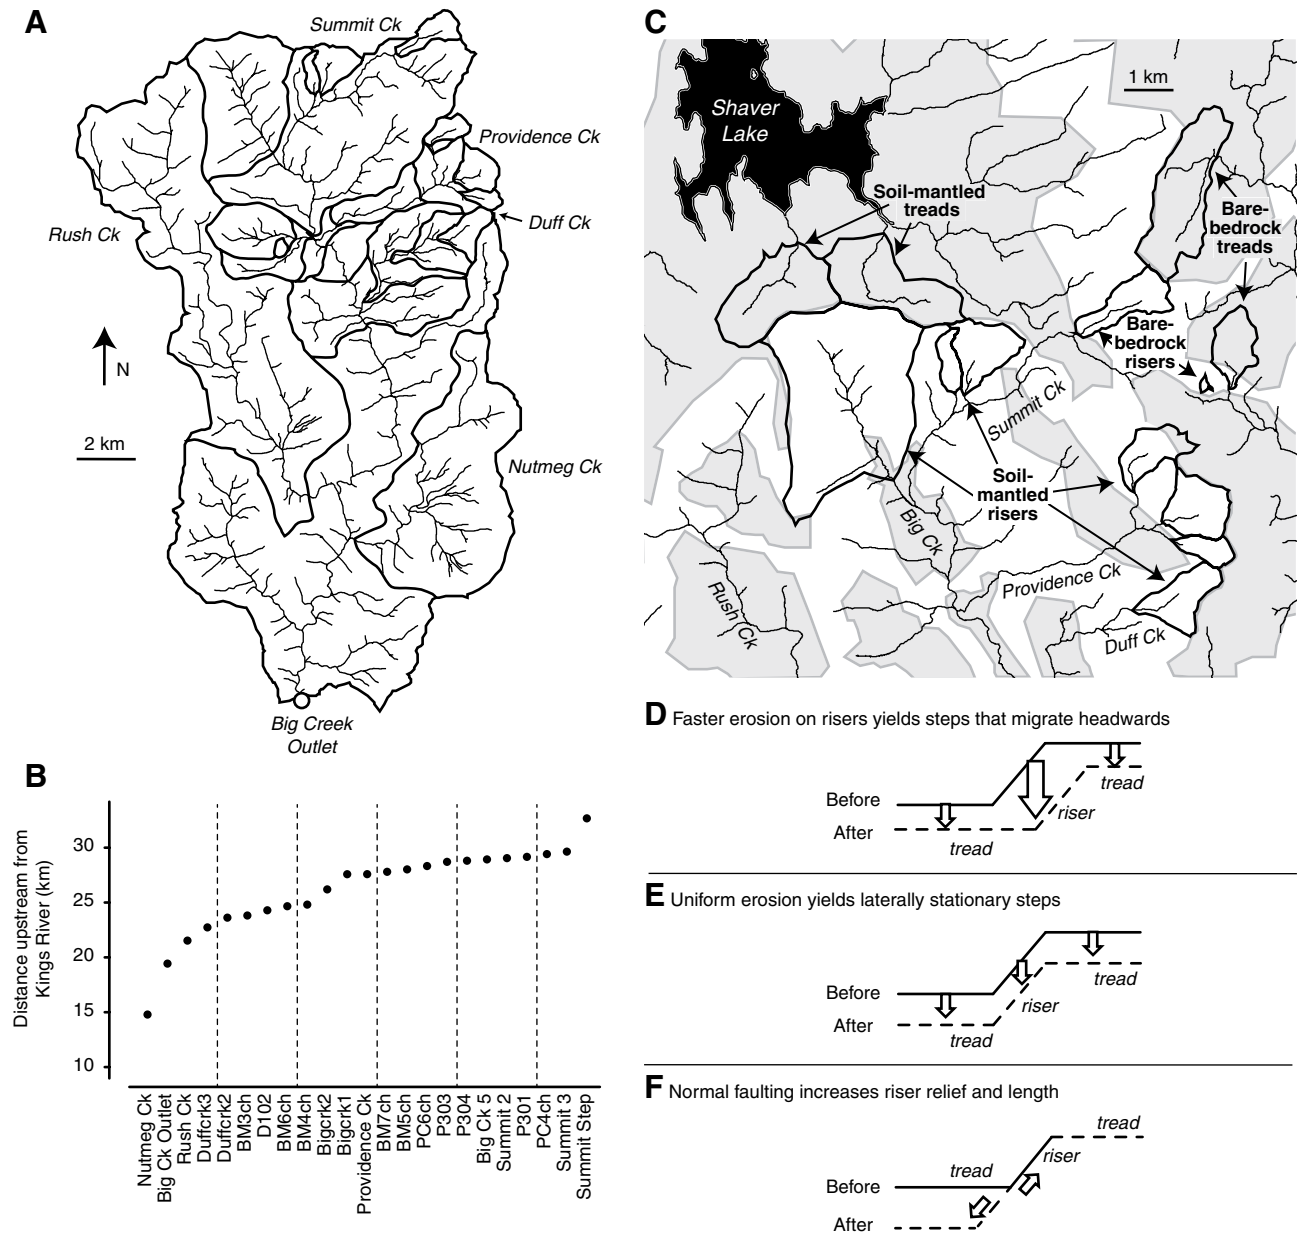 A
Summit Ck
Providence Ck
Duff Ck
Rush Ck
N
2 km
Nutmeg Ck
Big Creek
Outlet
B
Distance upstream from
Kings River (km)
30
25
20
15
10
Nutmeg Ck
Big Ck Outlet
Rush Ck
Duffcrk3
Duffcrk2
BM3ch
D102
BM6ch
BM4ch
Bigcrk2
Bigcrk1
Providence Ck
BM7ch
BM5ch
PC6ch
P303
P304
Big Ck 5
Summit 2
P301
PC4ch
Summit 3
Summit Step
C
1 km
Shaver
Lake
Soil-mantled
treads
Bare-
bedrock
treads
Bare-
bedrock
risers
Summit Ck
Soil-
mantled
risers
Big Ck
Providence Ck
Rush Ck
Duff Ck
D Faster erosion on risers yields steps that migrate headwards
Before
After
tread
riser
tread
E Uniform erosion yields laterally stationary steps
Before
After
tread
riser
tread
F Normal faulting increases riser relief and length
tread
tread
riser
Before
After